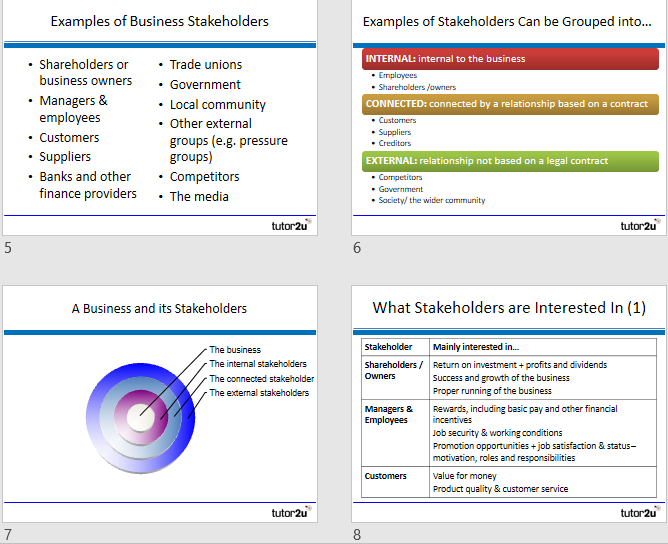 Examples of Business Stakeholders
• Shareholders or
business owners
• Managers &
employees
• Customers
• Suppliers
• Banks and other
finance providers
• Trade unions
• Government
• Local community
• Other external
groups (e.g. pressure
groups)
• Competitors
• The media
tutor2u
5
Examples of Stakeholders Can be Grouped into...
INTERNAL: internal to the business
• Employees
• Shareholders /owners
CONNECTED: connected by a relationship based on a contract
• Customers
• Suppliers
• Creditors
EXTERNAL: relationship not based on a legal contract
• Competitors
• Government
• Society/ the wider community
tutor2u
6
A Business and its Stakeholders
The business
The internal stakeholders
The connected stakeholder
The external stakeholders
tutor2u
7
What Stakeholders are Interested In (1)
Stakeholder Mainly interested in...
Shareholders /
Owners
Return on investment + profits and dividends
Success and growth of the business
Proper running of the business
Managers &
Employees
Rewards, including basic pay and other financial
incentives
Job security & working conditions
Promotion opportunities + job satisfaction & status–
motivation, roles and responsibilities
Customers
Value for money
Product quality & customer service
tutor2u
8